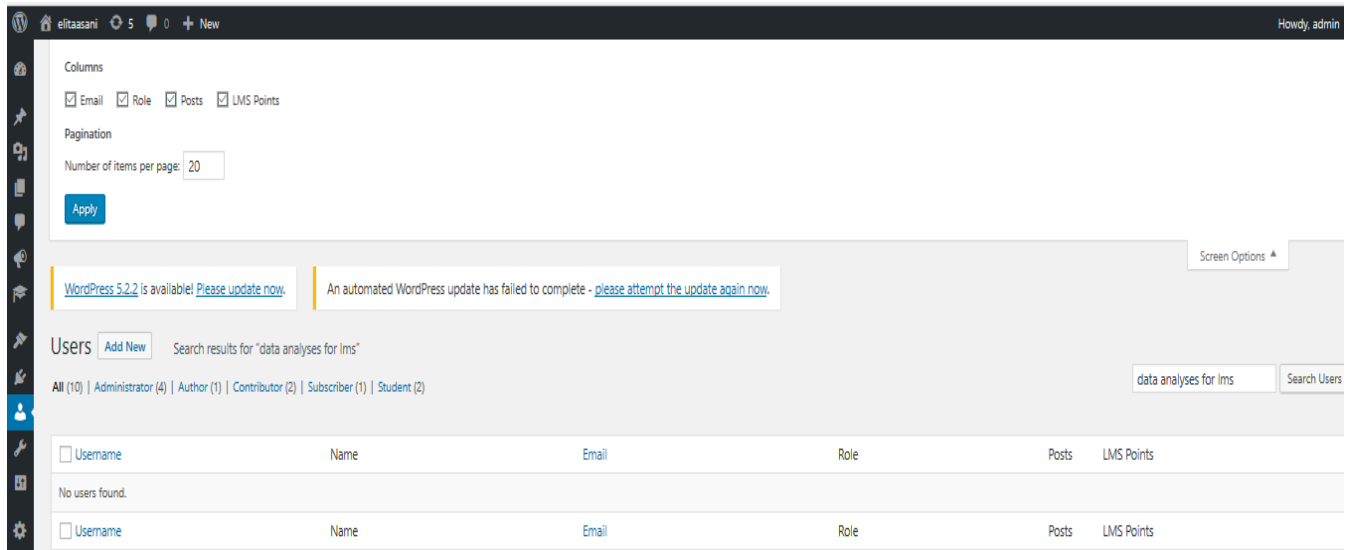 elitaasani 5 0 New Howdy, admin
Columns
Email Role Posts LMS Points
Pagination
Number of items per page: 20
Apply
Screen Options
WordPress 5.2.2 is available! Please update now. An automated WordPress update has failed to complete - please attempt the update again now.
Users Add New Search results for "data analyses for lms"
All (10) | Administrator (4) | Author (1) | Contributor (2) | Subscriber (1) | Student (2) data analyses for lms Search Users
Username Name Email Role Posts LMS Points
No users found.
Username Name Email Role Posts LMS Points